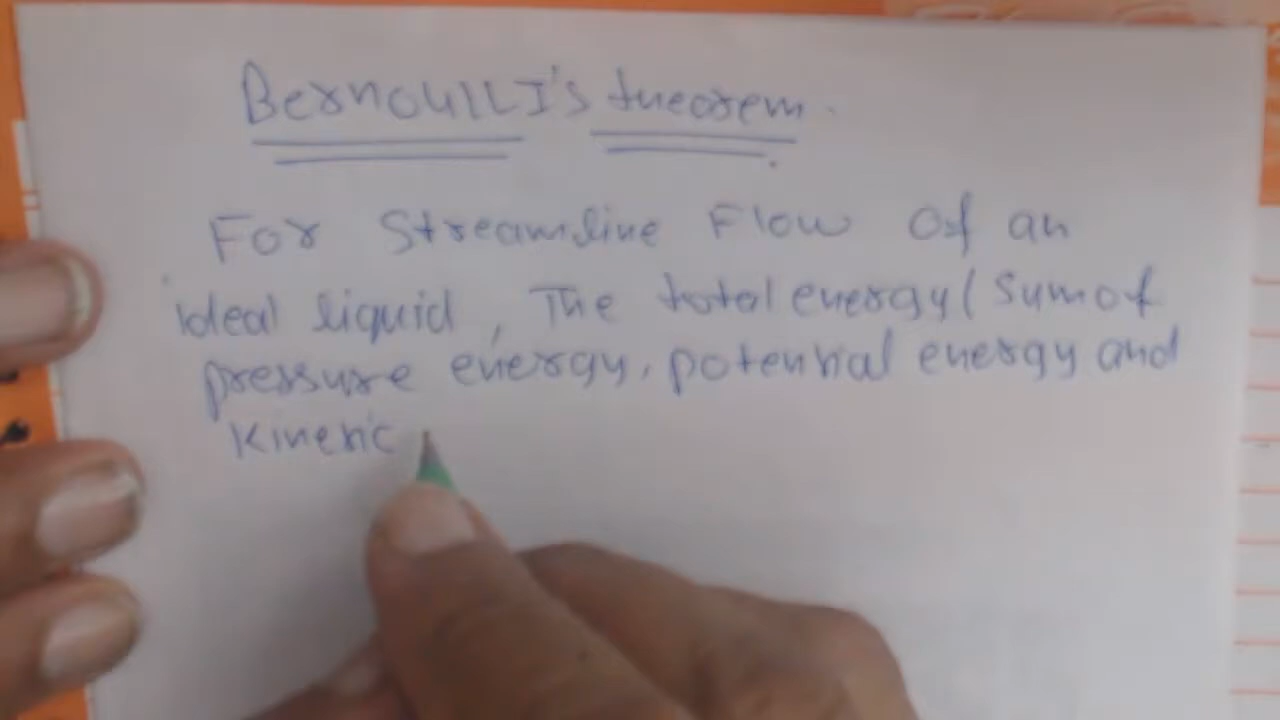 BernoulLI's theorem.
For Streamline Flow of an
ideal liquid, The total energy (Sum of
pressure energy, potential energy and
Kinetic